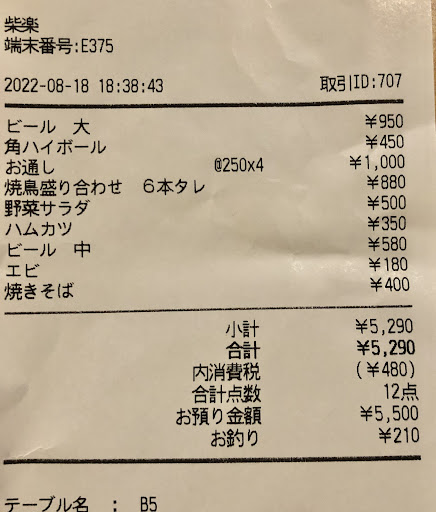 柴楽
端末番号:E375
2022-08-18 18:38:43 取引ID:707
ビール 大 ¥950
角ハイボール ¥450
お通し @250x4 ¥1,000
焼鳥盛り合わせ 6本タレ ¥880
野菜サラダ ¥500
ハムカツ ¥350
ビール 中 ¥580
エビ ¥180
焼きそば ¥400
小計 ¥5,290
合計 ¥5,290
内消費税 (¥480)
合計点数 12点
お預り金額 ¥5,500
お釣り ¥210
テーブル名 : B5